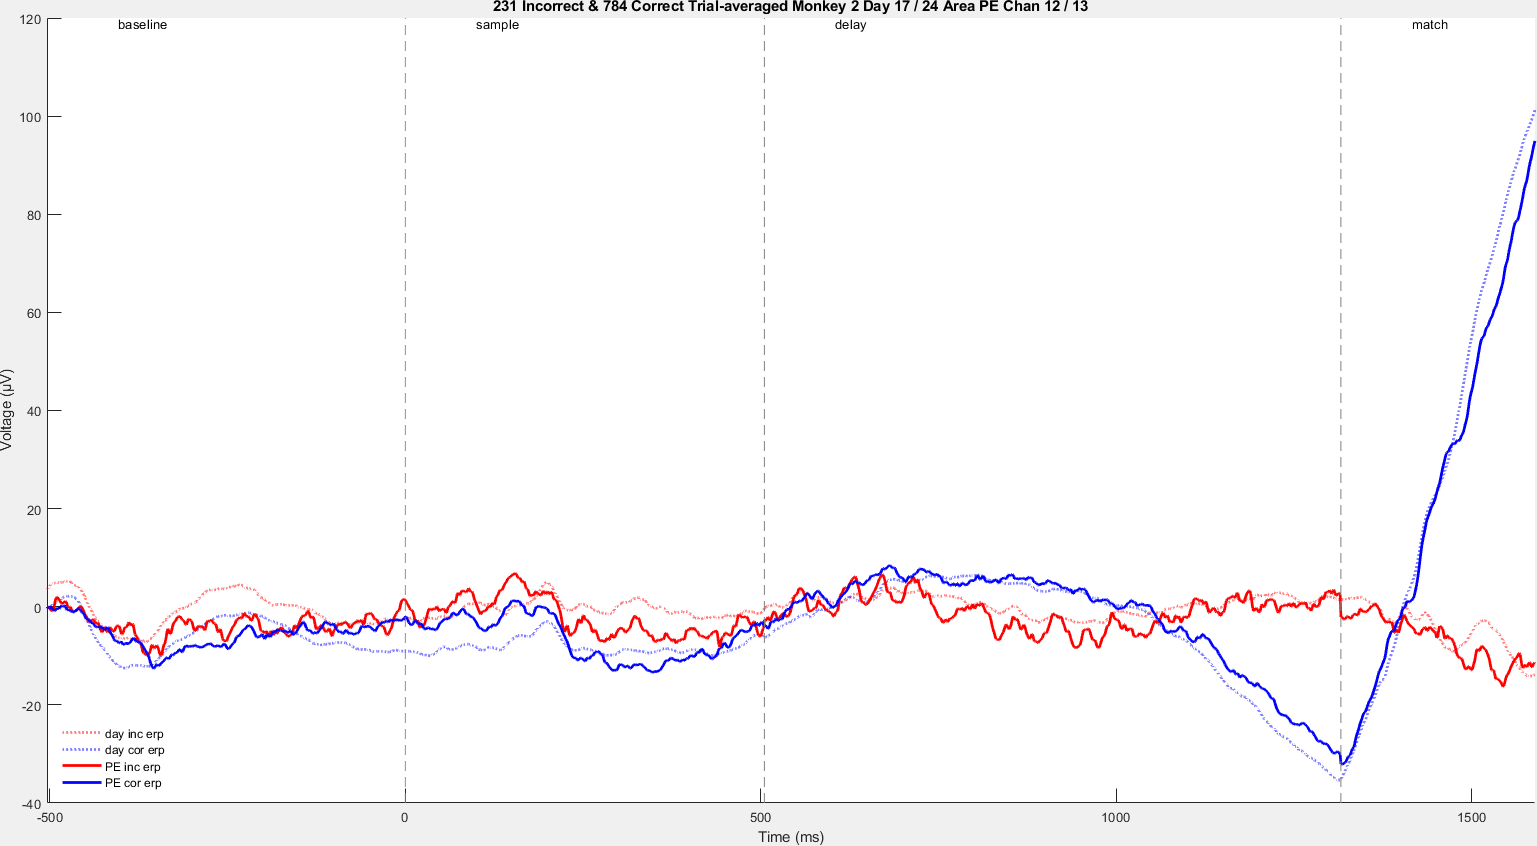 231 Incorrect & 784 Correct Trial-averaged Monkey 2 Day 17 / 24 Area PE Chan 12 / 13
baseline
sample
delay
match
120
100
80
60
40
20
0
-20
-40
Voltage (µV)
day inc erp
day cor erp
PE inc erp
PE cor erp
-500
0
500
1000
1500
Time (ms)